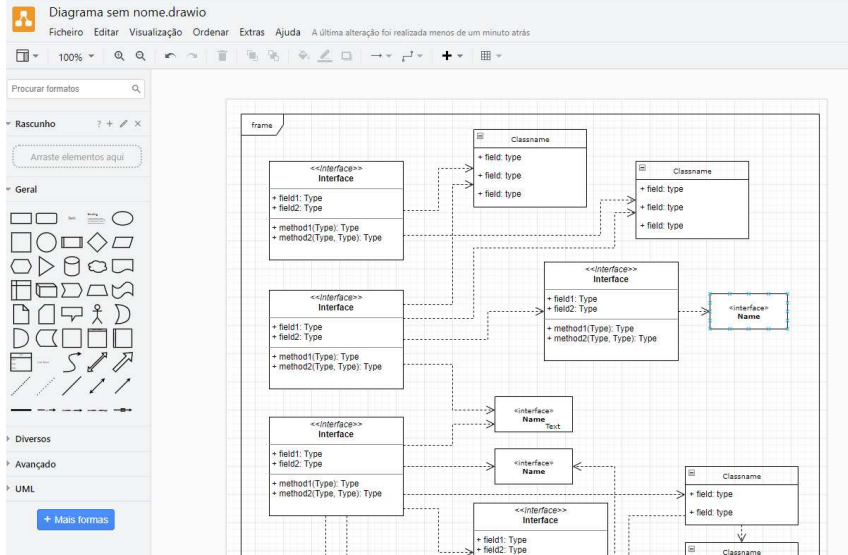 Diagrama sem nome.drawio
Ficheiro Editar Visualização Ordenar Extras Ajuda A última alteração foi realizada menos de um minuto atrás
100%
Procurar formatos
Rascunho
?
Arraste elementos aqui
Geral
Text
Heading
Diversos
Avançado
UML
+ Mais formas
frame
<<Interface>>
Interface
+ field1: Type
+ field2: Type
+ method1(Type): Type
+ method2(Type, Type): Type
Classname
+ field: type
+ field: type
+ field: type
Classname
+ field: type
+ field: type
+ field: type
<<Interface>>
Interface
+ field1: Type
+ field2: Type
+ method1(Type): Type
+ method2(Type, Type): Type
«interface»
Name
<<Interface>>
Interface
+ field1: Type
+ field2: Type
+ method1(Type): Type
+ method2(Type, Type): Type
«interface»
Name
Text
<<Interface>>
Interface
+ field1: Type
+ field2: Type
+ method1(Type): Type
+ method2(Type, Type): Type
«interface»
Name
Classname
+ field: type
+ field: type
<<Interface>>
Interface
+ field1: Type
+ field2: Type
Classname